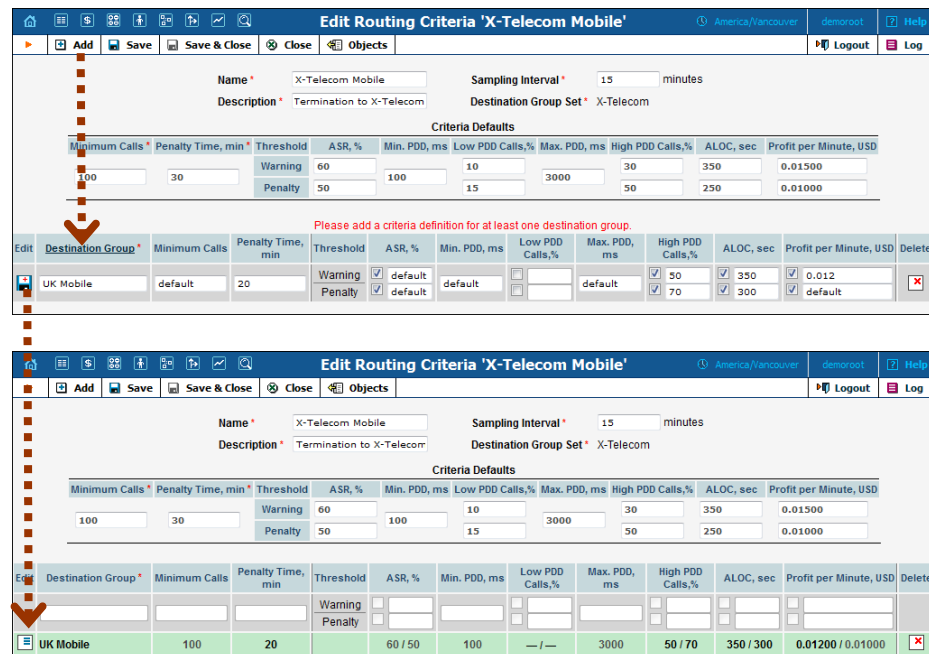 Edit Routing Criteria 'X-Telecom Mobile' America/Vancouver demoroot ? Help
Add Save Save & Close Close Objects Logout Log
Name * X-Telecom Mobile Sampling Interval * 15 minutes
Description * Termination to X-Telecom Destination Group Set * X-Telecom
Criteria Defaults
Minimum Calls * Penalty Time, min * Threshold ASR, % Min. PDD, ms Low PDD Calls,% Max. PDD, ms High PDD Calls,% ALOC, sec Profit per Minute, USD
100 30 Warning 60 100 10 3000 30 350 0.01500
Penalty 50 15 50 250 0.01000
Please add a criteria definition for at least one destination group.
Edit Destination Group * Minimum Calls Penalty Time, min Threshold ASR, % Min. PDD, ms Low PDD Calls,% Max. PDD, ms High PDD Calls,% ALOC, sec Profit per Minute, USD Delete
UK Mobile default 20 Warning default default default 50 350 0.012
Penalty default 70 300 default
Edit Routing Criteria 'X-Telecom Mobile' America/Vancouver demoroot ? Help
Add Save Save & Close Close Objects Logout Log
Name * X-Telecom Mobile Sampling Interval * 15 minutes
Description * Termination to X-Telecom Destination Group Set * X-Telecom
Criteria Defaults
Minimum Calls * Penalty Time, min * Threshold ASR, % Min. PDD, ms Low PDD Calls,% Max. PDD, ms High PDD Calls,% ALOC, sec Profit per Minute, USD
100 30 Warning 60 100 10 3000 30 350 0.01500
Penalty 50 15 50 250 0.01000
Edit Destination Group * Minimum Calls Penalty Time, min Threshold ASR, % Min. PDD, ms Low PDD Calls,% Max. PDD, ms High PDD Calls,% ALOC, sec Profit per Minute, USD Delete
Warning
Penalty
UK Mobile 100 20 60 / 50 100 — / — 3000 50 / 70 350 / 300 0.01200 / 0.01000